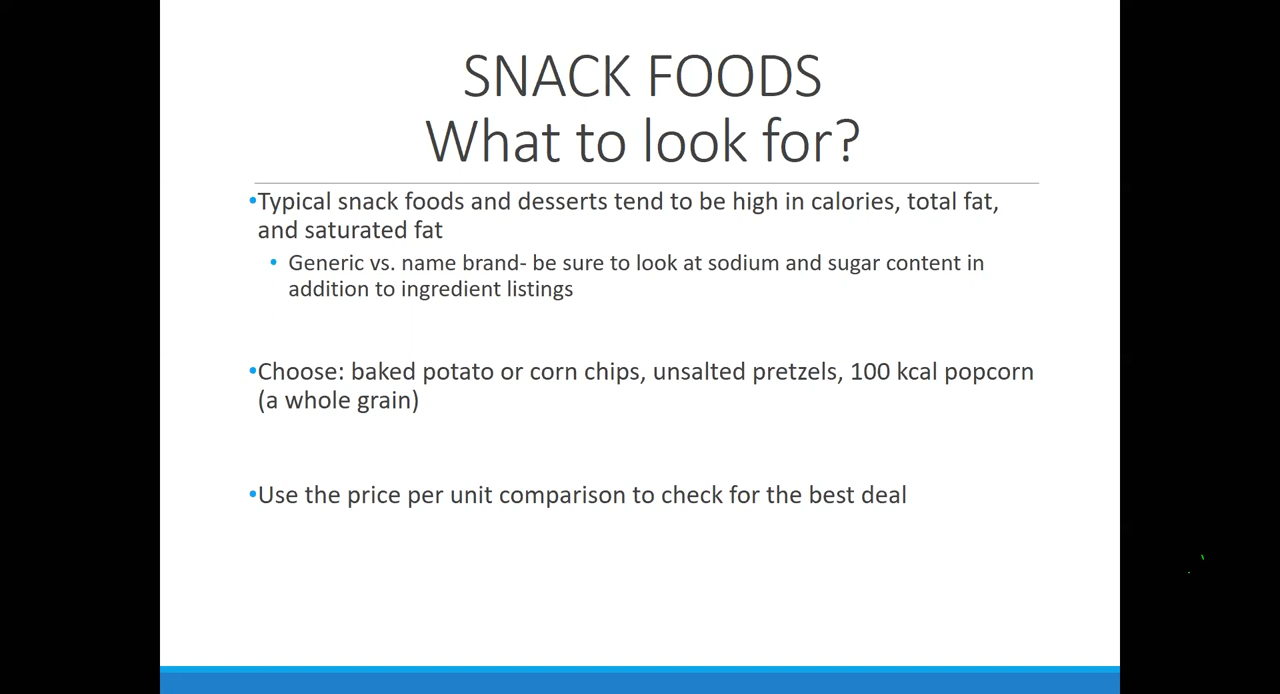 SNACK FOODS
What to look for?
•Typical snack foods and desserts tend to be high in calories, total fat,
and saturated fat
• Generic vs. name brand- be sure to look at sodium and sugar content in
addition to ingredient listings
•Choose: baked potato or corn chips, unsalted pretzels, 100 kcal popcorn
(a whole grain)
•Use the price per unit comparison to check for the best deal